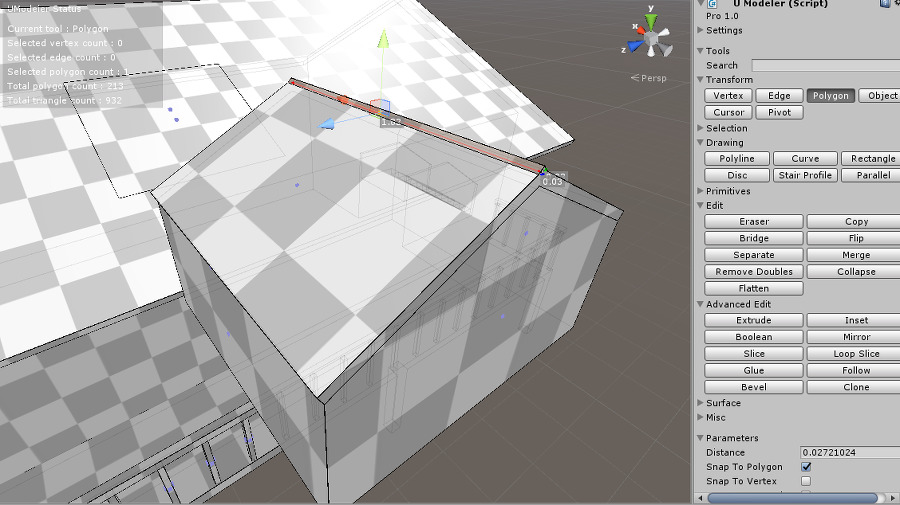 UModeler Status
Current tool : Polygon
Selected vertex count : 0
Selected edge count : 0
Selected polygon count : 1
Total polygon count : 213
Total triangle count : 932
0.03
y
x
z
Persp
U Modeler (Script)
Pro 1.0
Settings
Tools
Search
Transform
Vertex Edge Polygon Object
Cursor Pivot
Selection
Drawing
Polyline Curve Rectangle
Disc Stair Profile Parallel
Primitives
Edit
Eraser Copy
Bridge Flip
Separate Merge
Remove Doubles Collapse
Flatten
Advanced Edit
Extrude Inset
Boolean Mirror
Slice Loop Slice
Glue Follow
Bevel Clone
Surface
Misc
Parameters
Distance 0.02721024
Snap To Polygon
Snap To Vertex